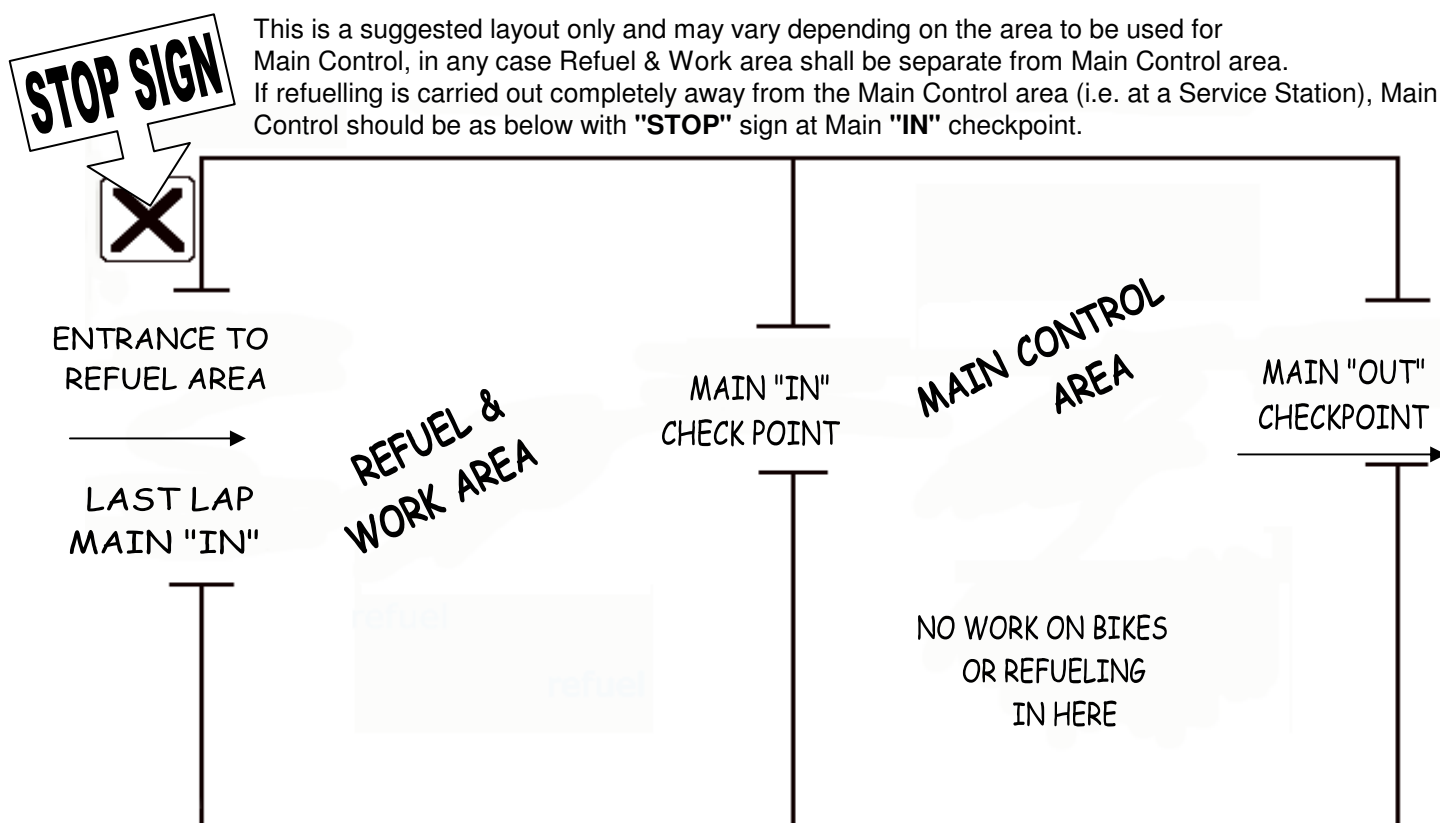 STOP SIGN
This is a suggested layout only and may vary depending on the area to be used for
Main Control, in any case Refuel & Work area shall be separate from Main Control area.
If refuelling is carried out completely away from the Main Control area (i.e. at a Service Station), Main
Control should be as below with "STOP" sign at Main "IN" checkpoint.
ENTRANCE TO
REFUEL AREA
LAST LAP
MAIN "IN"
REFUEL &
WORK AREA
MAIN "IN"
CHECK POINT
MAIN CONTROL
AREA
MAIN "OUT"
CHECKPOINT
NO WORK ON BIKES
OR REFUELING
IN HERE
refuel
refuel